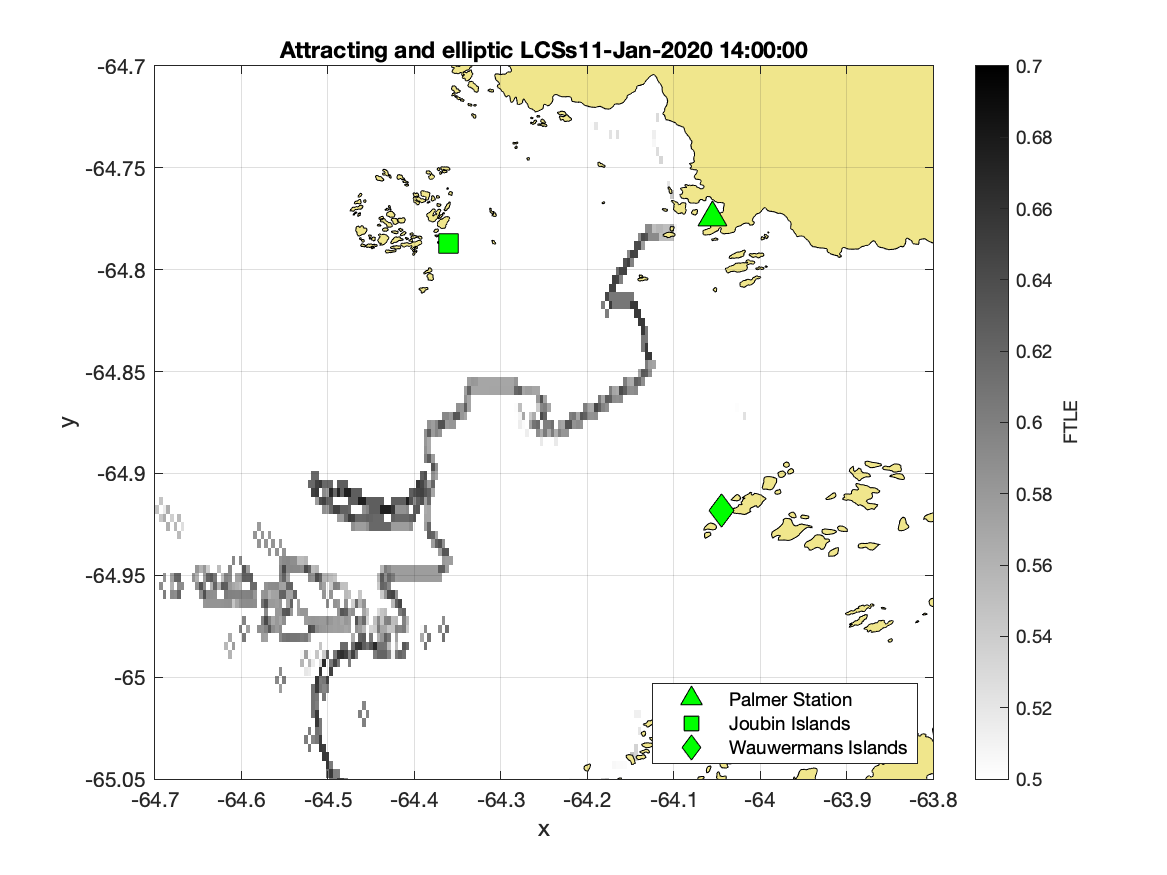 Attracting and elliptic LCSs11-Jan-2020 14:00:00
-64.7
-64.75
-64.8
-64.85
-64.9
-64.95
-65
-65.05
y
-64.7 -64.6 -64.5 -64.4 -64.3 -64.2 -64.1 -64 -63.9 -63.8
x
Palmer Station
Joubin Islands
Wauwermans Islands
0.7
0.68
0.66
0.64
0.62
0.6
0.58
0.56
0.54
0.52
0.5
FTLE